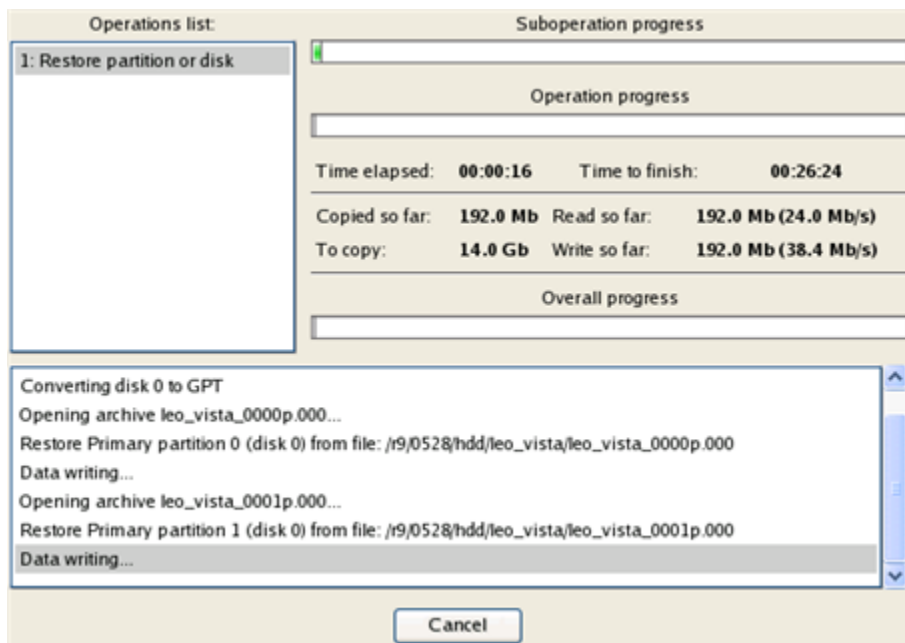 Operations list:
1: Restore partition or disk
Suboperation progress
Operation progress
Time elapsed: 00:00:16 Time to finish: 00:26:24
Copied so far: 192.0 Mb Read so far: 192.0 Mb (24.0 Mb/s)
To copy: 14.0 Gb Write so far: 192.0 Mb (38.4 Mb/s)
Overall progress
Converting disk 0 to GPT
Opening archive leo_vista_0000p.000...
Restore Primary partition 0 (disk 0) from file: /r9/0528/hdd/leo_vista/leo_vista_0000p.000
Data writing...
Opening archive leo_vista_0001p.000...
Restore Primary partition 1 (disk 0) from file: /r9/0528/hdd/leo_vista/leo_vista_0001p.000
Data writing...
Cancel